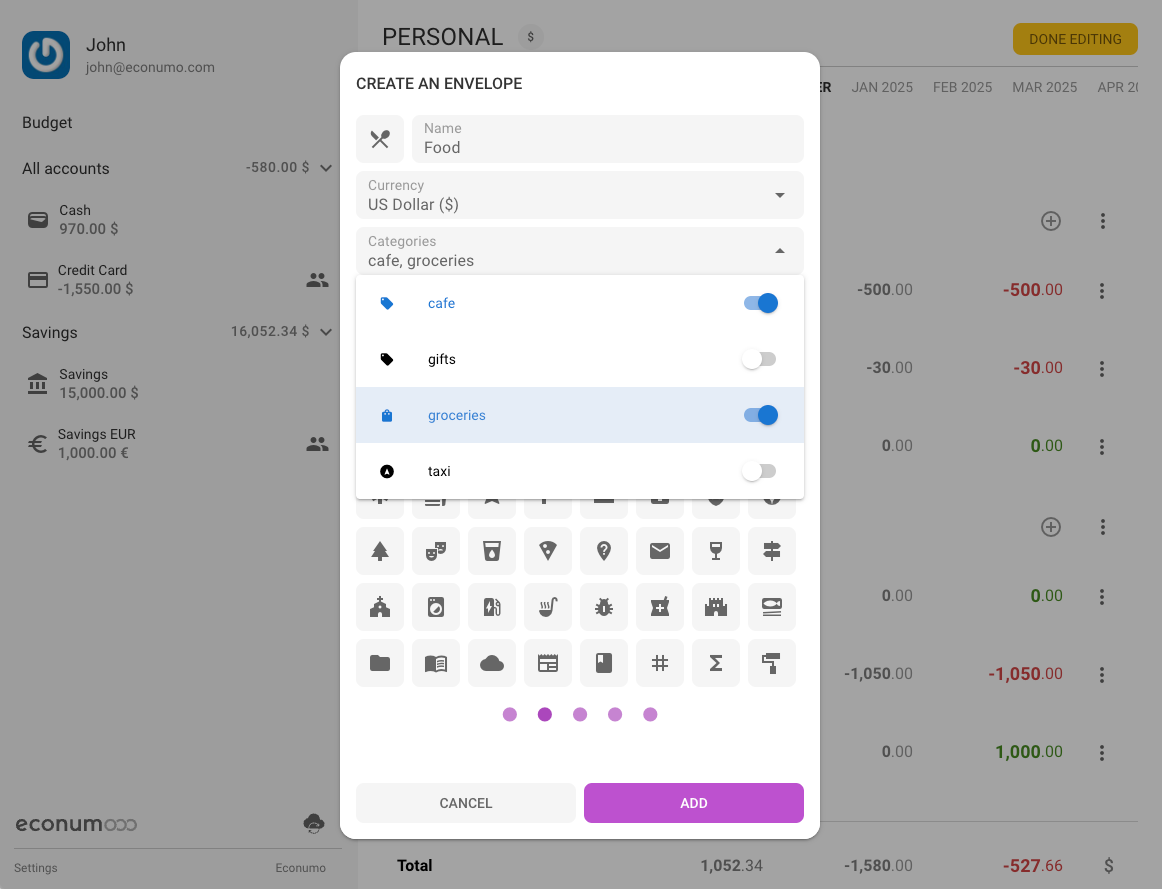 John
john@econumo.com
Budget
All accounts -580.00 $
Cash
970.00 $
Credit Card
-1,550.00 $
Savings 16,052.34 $
Savings
15,000.00 $
Savings EUR
1,000.00 €
econumo
Settings Econumo
PERSONAL $
DONE EDITING
ER JAN 2025 FEB 2025 MAR 2025 APR 20
-500.00 -500.00
-30.00 -30.00
0.00 0.00
0.00 0.00
-1,050.00 -1,050.00
0.00 1,000.00
Total 1,052.34 -1,580.00 -527.66 $
CREATE AN ENVELOPE
Name
Food
Currency
US Dollar ($)
Categories
cafe, groceries
cafe
gifts
groceries
taxi
CANCEL ADD